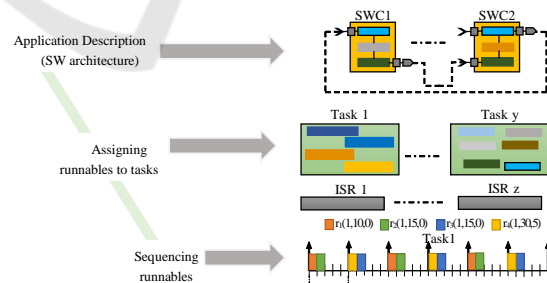 SWC1 SWC2
Application Description
(SW architecture)
Task 1 Task y
Assigning
runnables to tasks
ISR 1 ISR z
r₁(1,10,0) r₂(1,15,0) r₃(1,15,0) r₄(1,30,5)
Task1
Sequencing
runnables